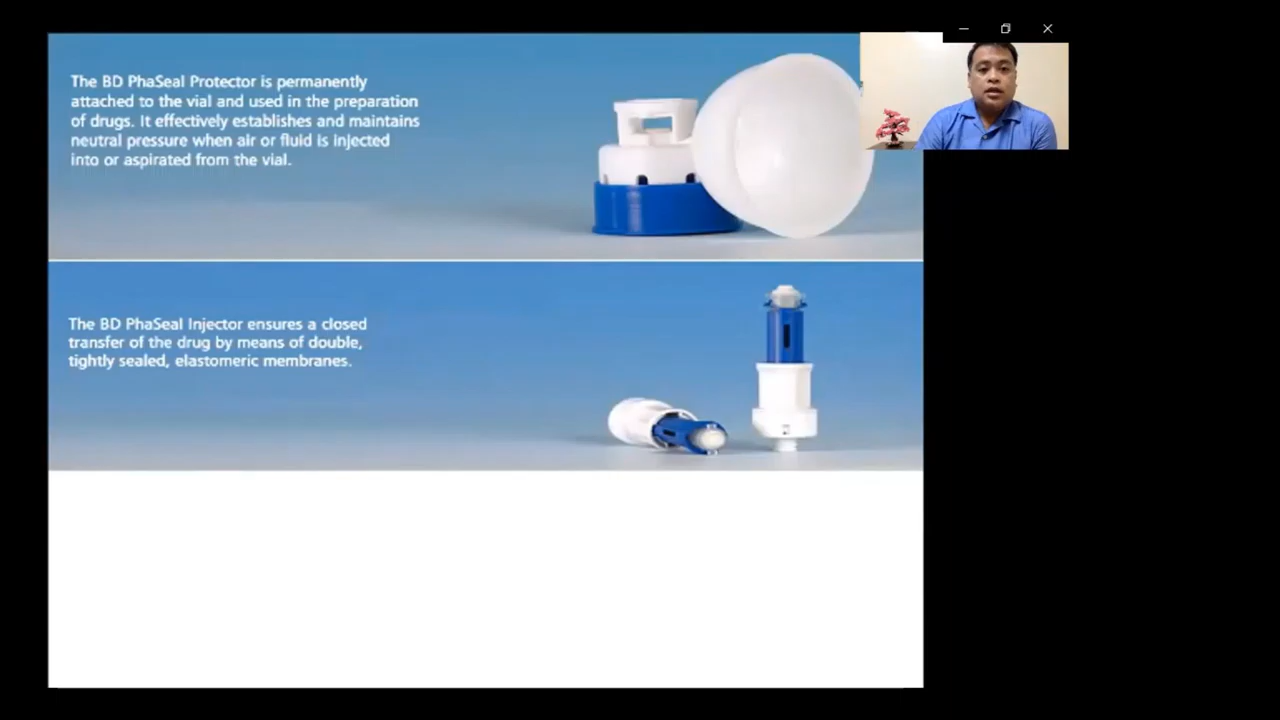 The BD PhaSeal Protector is permanently
attached to the vial and used in the preparation
of drugs. It effectively establishes and maintains
neutral pressure when air or fluid is injected
into or aspirated from the vial.
The BD PhaSeal Injector ensures a closed
transfer of the drug by means of double,
tightly sealed, elastomeric membranes.